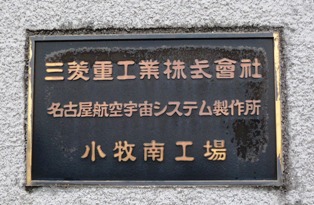 三菱重工業株式會社
名古屋航空宇宙システム製作所
小牧南工場